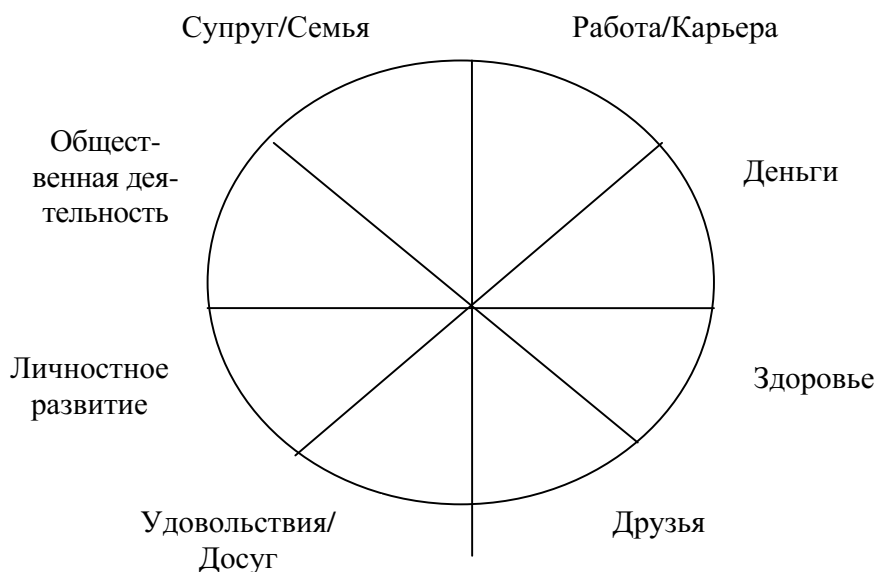 Супруг/Семья
Работа/Карьера
Общест-
венная дея-
тельность
Деньги
Личностное
развитие
Здоровье
Удовольствия/
Досуг
Друзья